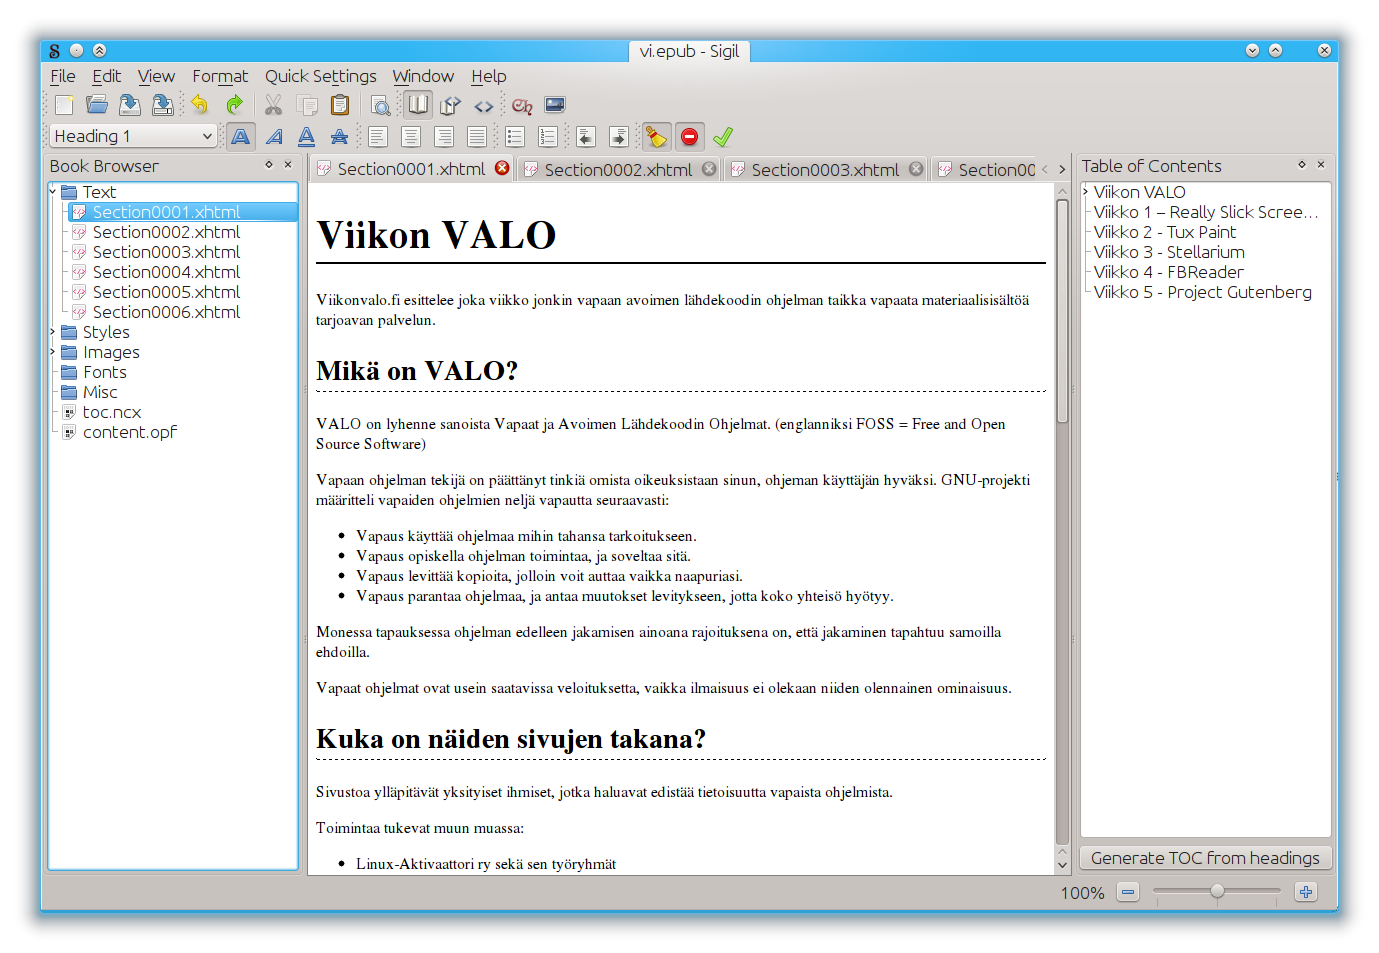 vi.epub - Sigil
File Edit View Format Quick Settings Window Help
Heading 1
Book Browser
Text
Section0001.xhtml
Section0002.xhtml
Section0003.xhtml
Section0004.xhtml
Section0005.xhtml
Section0006.xhtml
Styles
Images
Fonts
Misc
toc.ncx
content.opf
Section0001.xhtml Section0002.xhtml Section0003.xhtml Section00
Viikon VALO
Viikonvalo.fi esittelee joka viikko jonkin vapaan avoimen lähdekoodin ohjelman taikka vapaata materiaalisisältöä
tarjoavan palvelun.
Mikä on VALO?
VALO on lyhenne sanoista Vapaat ja Avoimen Lähdekoodin Ohjelmat. (englanniksi FOSS = Free and Open
Source Software)
Vapaan ohjelman tekijä on päättänyt tinkiä omista oikeuksistaan sinun, ohjeman käyttäjän hyväksi. GNU-projekti
määritteli vapaiden ohjelmien neljä vapautta seuraavasti:
• Vapaus käyttää ohjelmaa mihin tahansa tarkoitukseen.
• Vapaus opiskella ohjelman toimintaa, ja soveltaa sitä.
• Vapaus levittää kopioita, jolloin voit auttaa vaikka naapuriasi.
• Vapaus parantaa ohjelmaa, ja antaa muutokset levitykseen, jotta koko yhteisö hyötyy.
Monessa tapauksessa ohjelman edelleen jakamisen ainoana rajoituksena on, että jakaminen tapahtuu samoilla
ehdoilla.
Vapaat ohjelmat ovat usein saatavissa veloituksetta, vaikka ilmaisuus ei olekaan niiden olennainen ominaisuus.
Kuka on näiden sivujen takana?
Sivustoa ylläpitävät yksityiset ihmiset, jotka haluavat edistää tietoisuutta vapaista ohjelmista.
Toimintaa tukevat muun muassa:
• Linux-Aktivaattori ry sekä sen työryhmät
Table of Contents
Viikon VALO
Viikko 1 – Really Slick Scree...
Viikko 2 - Tux Paint
Viikko 3 - Stellarium
Viikko 4 - FBReader
Viikko 5 - Project Gutenberg
Generate TOC from headings
100%